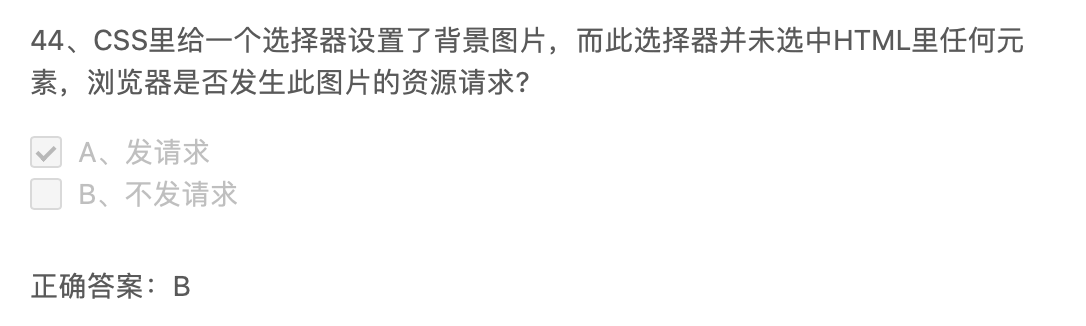 44、CSS里给一个选择器设置了背景图片，而此选择器并未选中HTML里任何元
素，浏览器是否发生此图片的资源请求?
A、发请求
B、不发请求
正确答案：B